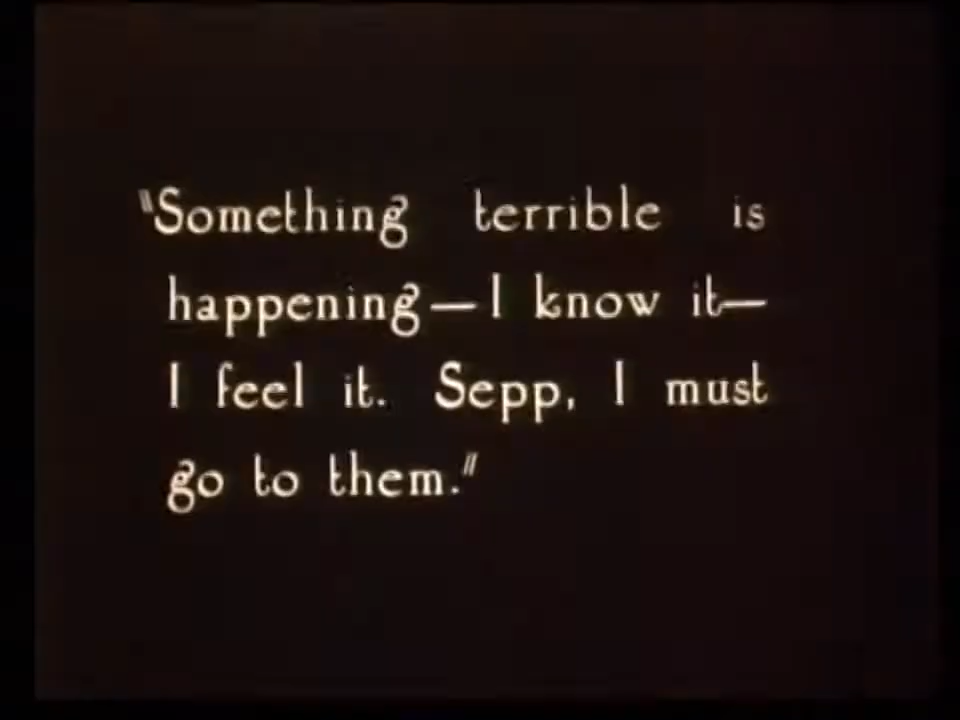 "Something terrible is
happening—I know it—
I feel it. Sepp, I must
go to them."